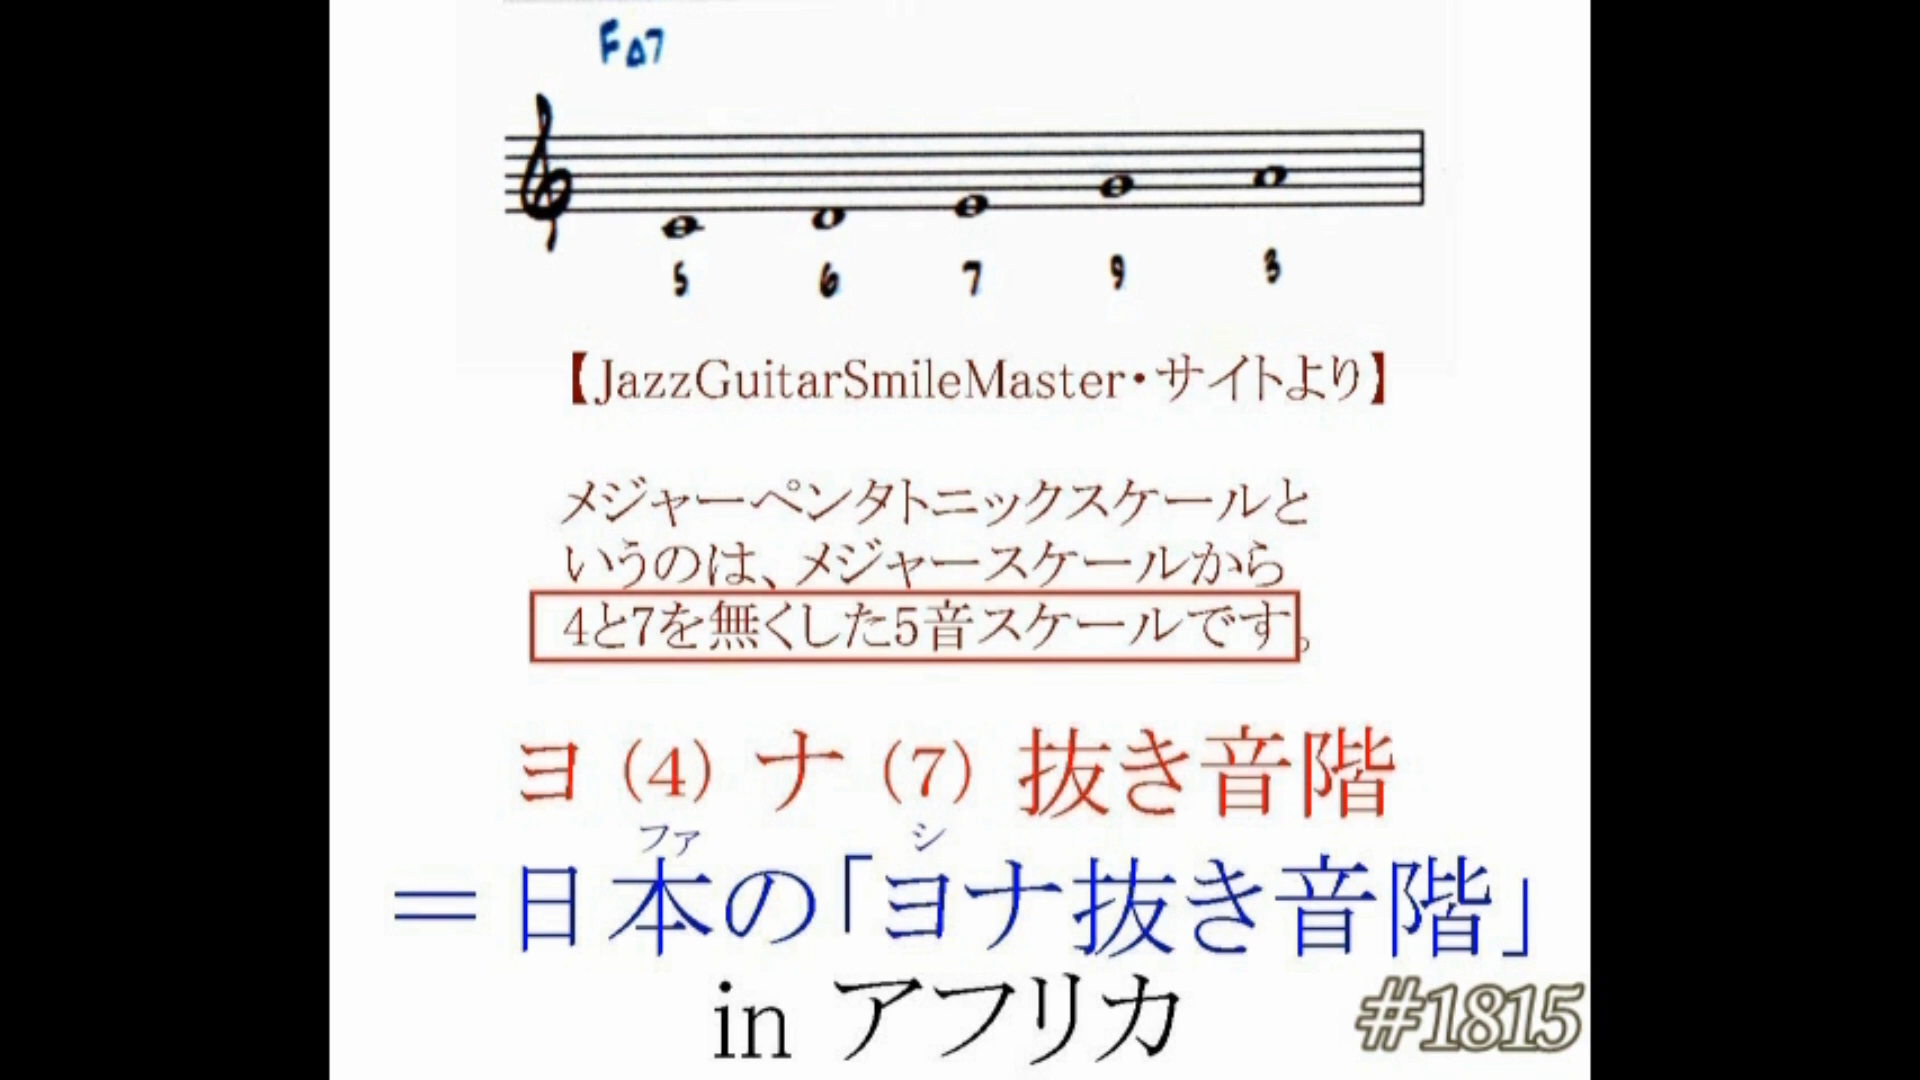 F△7
5 6 7 9 3
【JazzGuitarSmileMaster・サイトより】
メジャーペンタトニックスケールと
いうのは、メジャースケールから
4と7を無くした5音スケールです。
ヨ(4)ナ(7)抜き音階
ファ シ
=日本の「ヨナ抜き音階」
in アフリカ
#1815